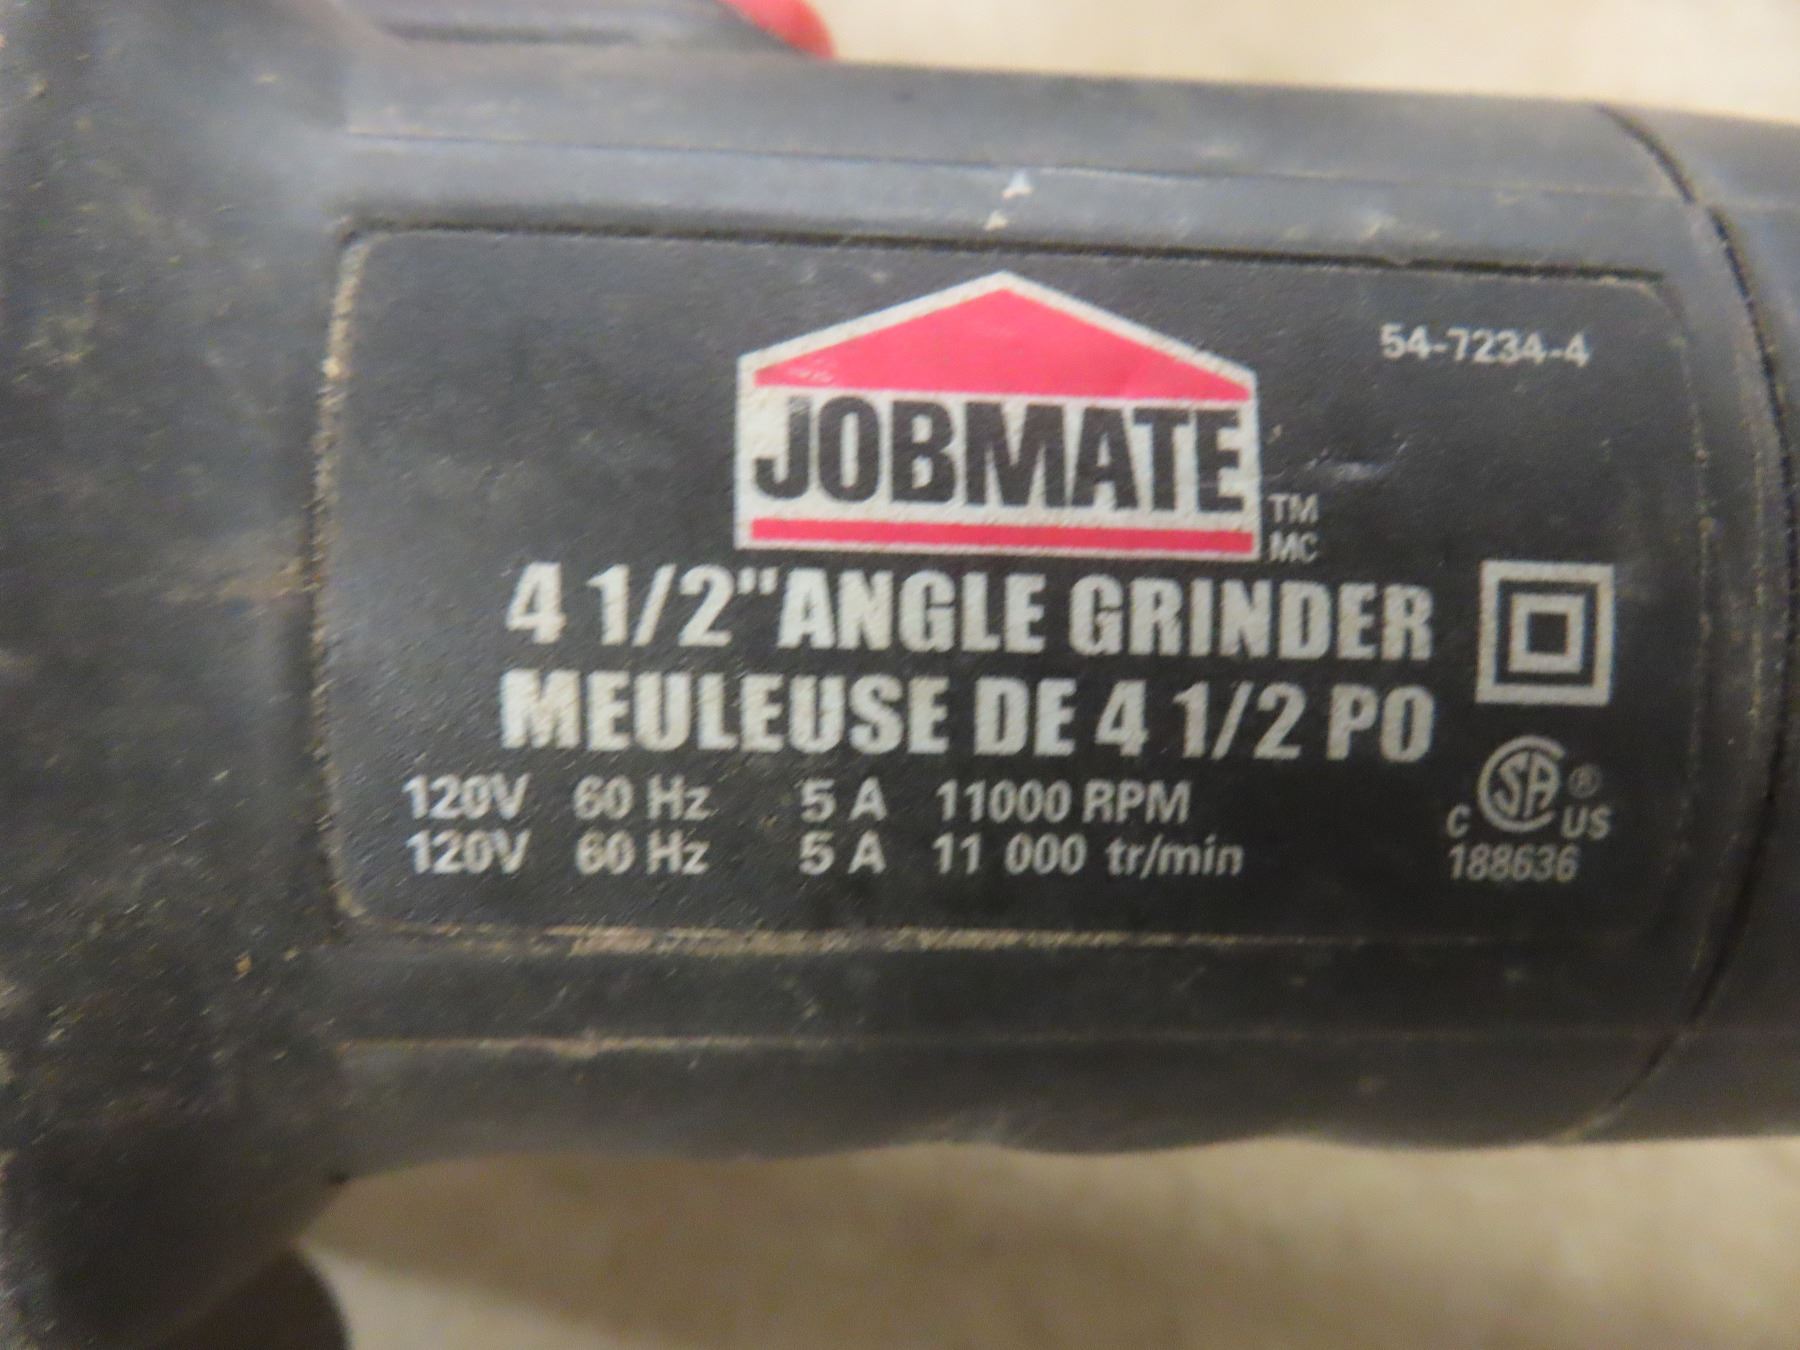 54-7234-4
JOBMATE
TM
MC
4 1/2" ANGLE GRINDER
MEULEUSE DE 4 1/2 PO
120V 60 Hz 5 A 11000 RPM
120V 60 Hz 5 A 11 000 tr/min
C SA ® US
188636